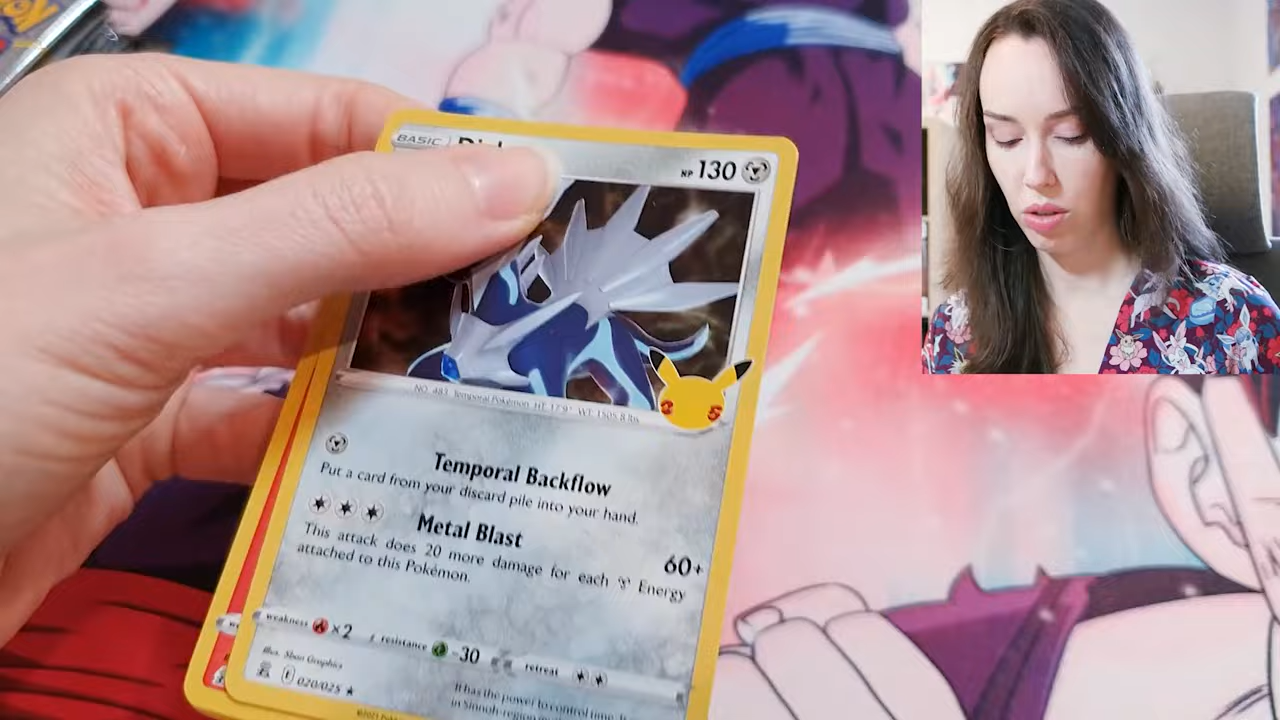 BASIC
HP 130
NO. 483 Temporal Pokémon HT: 17'9" WT: 1505.8 lbs.
Temporal Backflow
Put a card from your discard pile into your hand.
Metal Blast 60+
This attack does 20 more damage for each Energy
attached to this Pokémon.
weakness ×2 resistance -30 retreat
Illus. 5ban Graphics
020/025 ★
It has the power to control time. It
in Sinnoh-region